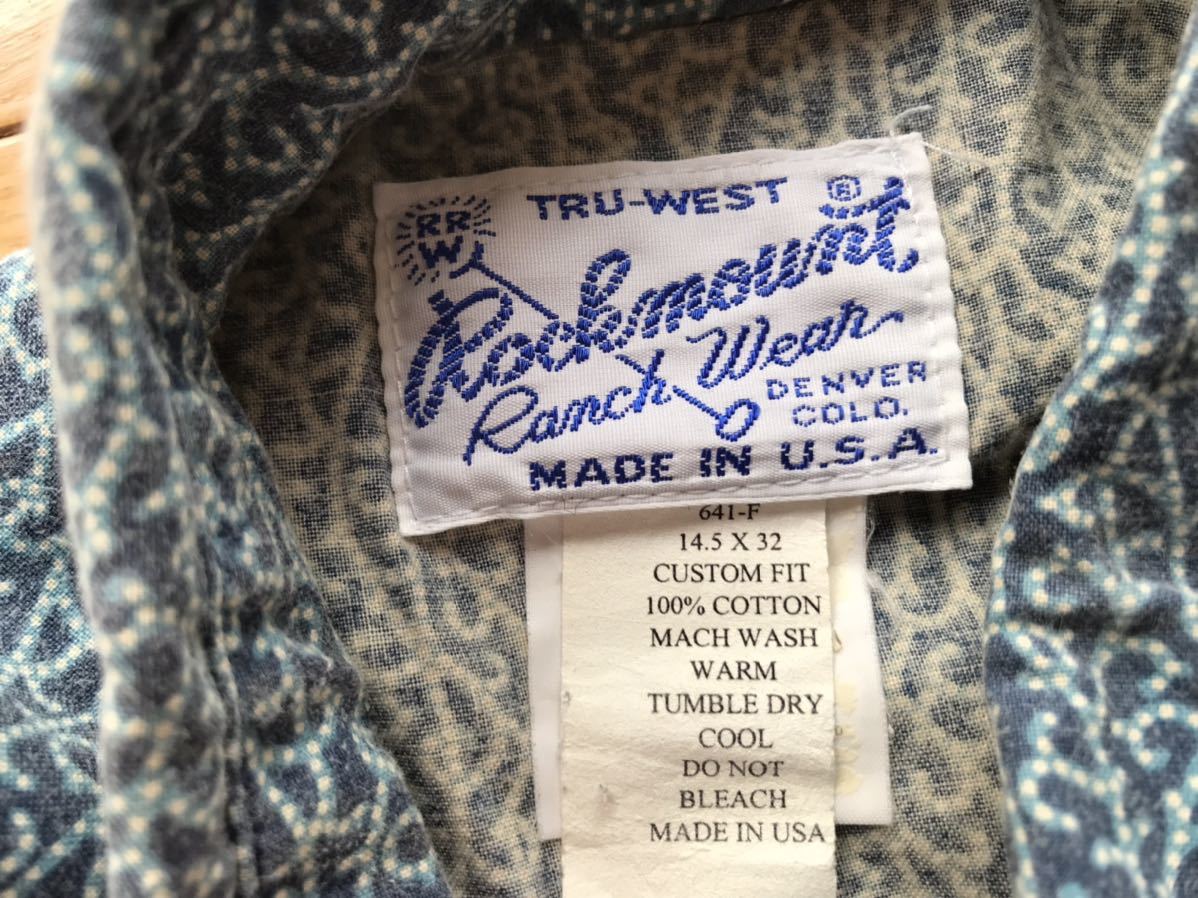 RR
W
TRU-WEST ®
Rockmount
Ranch Wear
DENVER
COLO.
MADE IN U.S.A.
641-F
14.5 X 32
CUSTOM FIT
100% COTTON
MACH WASH
WARM
TUMBLE DRY
COOL
DO NOT
BLEACH
MADE IN USA